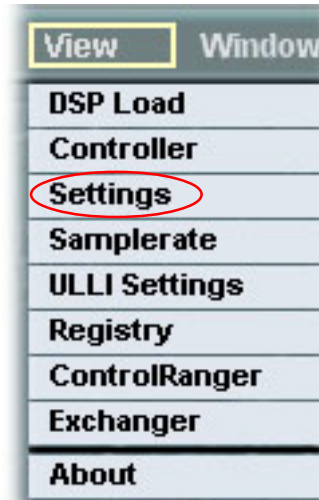 View Window
DSP Load
Controller
Settings
Samplerate
ULLI Settings
Registry
ControlRanger
Exchanger
About